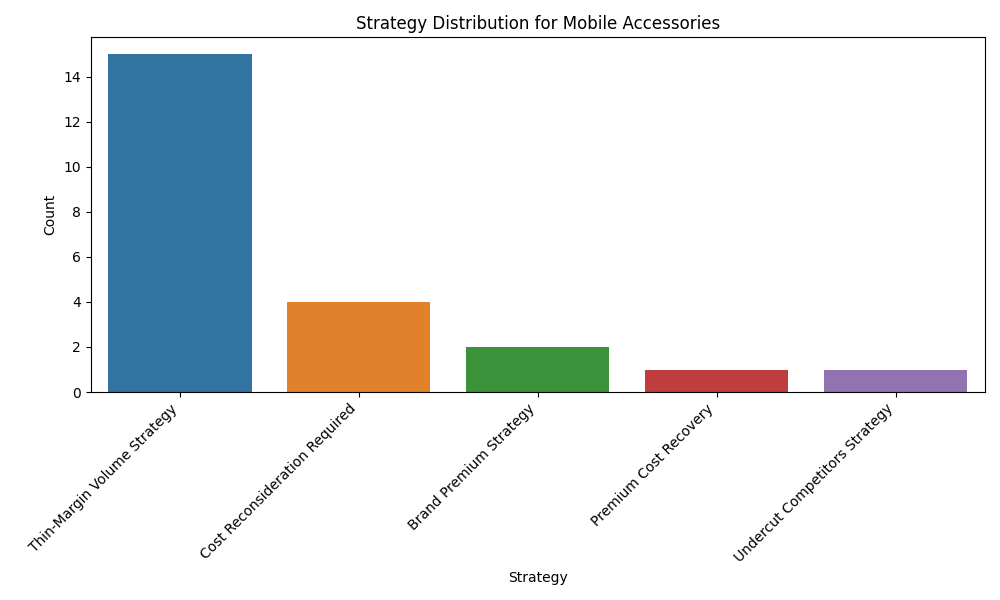 Strategy Distribution for Mobile Accessories
Count
14
12
10
8
6
4
2
0
Thin-Margin Volume Strategy
Cost Reconsideration Required
Brand Premium Strategy
Premium Cost Recovery
Undercut Competitors Strategy
Strategy